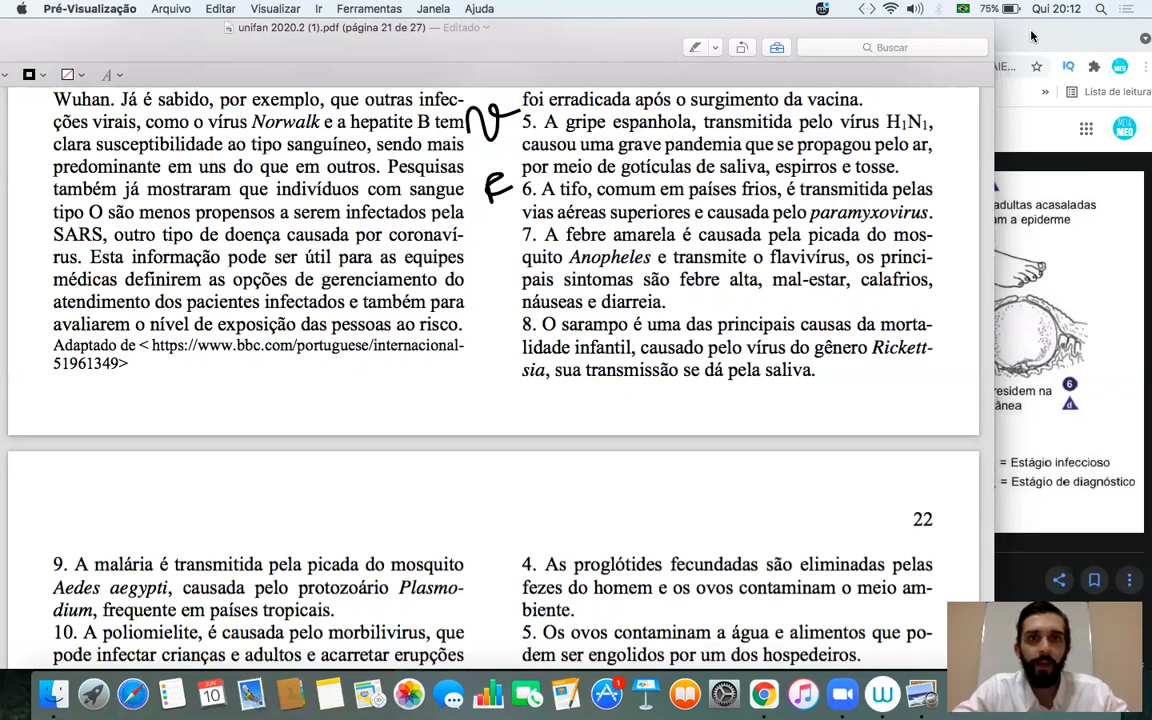 Pré-Visualização Arquivo Editar Visualizar Ir Ferramentas Janela Ajuda 75% Qui 20:12
unifan 2020.2 (1).pdf (página 21 de 27) — Editado
Buscar
A
IQ
Lista de leitura
Wuhan. Já é sabido, por exemplo, que outras infec-
ções virais, como o vírus Norwalk e a hepatite B tem
clara susceptibilidade ao tipo sanguíneo, sendo mais
predominante em uns do que em outros. Pesquisas
também já mostraram que indivíduos com sangue
tipo O são menos propensos a serem infectados pela
SARS, outro tipo de doença causada por coronaví-
rus. Esta informação pode ser útil para as equipes
médicas definirem as opções de gerenciamento do
atendimento dos pacientes infectados e também para
avaliarem o nível de exposição das pessoas ao risco.
Adaptado de < https://www.bbc.com/portuguese/internacional-
51961349>
foi erradicada após o surgimento da vacina.
V
5. A gripe espanhola, transmitida pelo vírus H₁N₁,
causou uma grave pandemia que se propagou pelo ar,
por meio de gotículas de saliva, espirros e tosse.
F
6. A tifo, comum em países frios, é transmitida pelas
vias aéreas superiores e causada pelo paramyxovirus.
7. A febre amarela é causada pela picada do mos-
quito Anopheles e transmite o flavivírus, os princi-
pais sintomas são febre alta, mal-estar, calafrios,
náuseas e diarreia.
8. O sarampo é uma das principais causas da morta-
lidade infantil, causado pelo vírus do gênero Rickett-
sia, sua transmissão se dá pela saliva.
22
9. A malária é transmitida pela picada do mosquito
Aedes aegypti, causada pelo protozoário Plasmo-
dium, frequente em países tropicais.
10. A poliomielite, é causada pelo morbilivirus, que
pode infectar crianças e adultos e acarretar erupções
4. As proglótides fecundadas são eliminadas pelas
fezes do homem e os ovos contaminam o meio am-
biente.
5. Os ovos contaminam a água e alimentos que po-
dem ser engolidos por um dos hospedeiros.
adultas acasaladas
am a epiderme
residem na
ânea
6
d
= Estágio infeccioso
= Estágio de diagnóstico
JUN
10
1
W